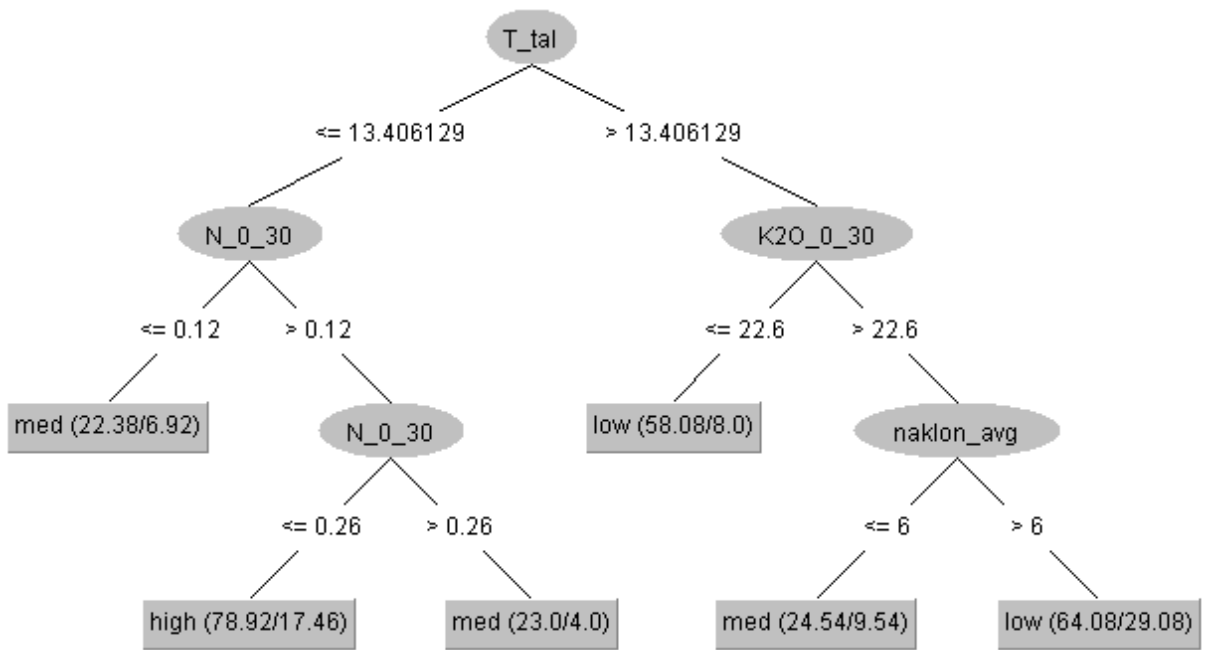 T_tal
<= 13.406129
> 13.406129
N_0_30
K2O_0_30
<= 0.12
> 0.12
<= 22.6
> 22.6
med (22.38/6.92)
N_0_30
low (58.08/8.0)
naklon_avg
<= 0.26
> 0.26
<= 6
> 6
high (78.92/17.46)
med (23.0/4.0)
med (24.54/9.54)
low (64.08/29.08)